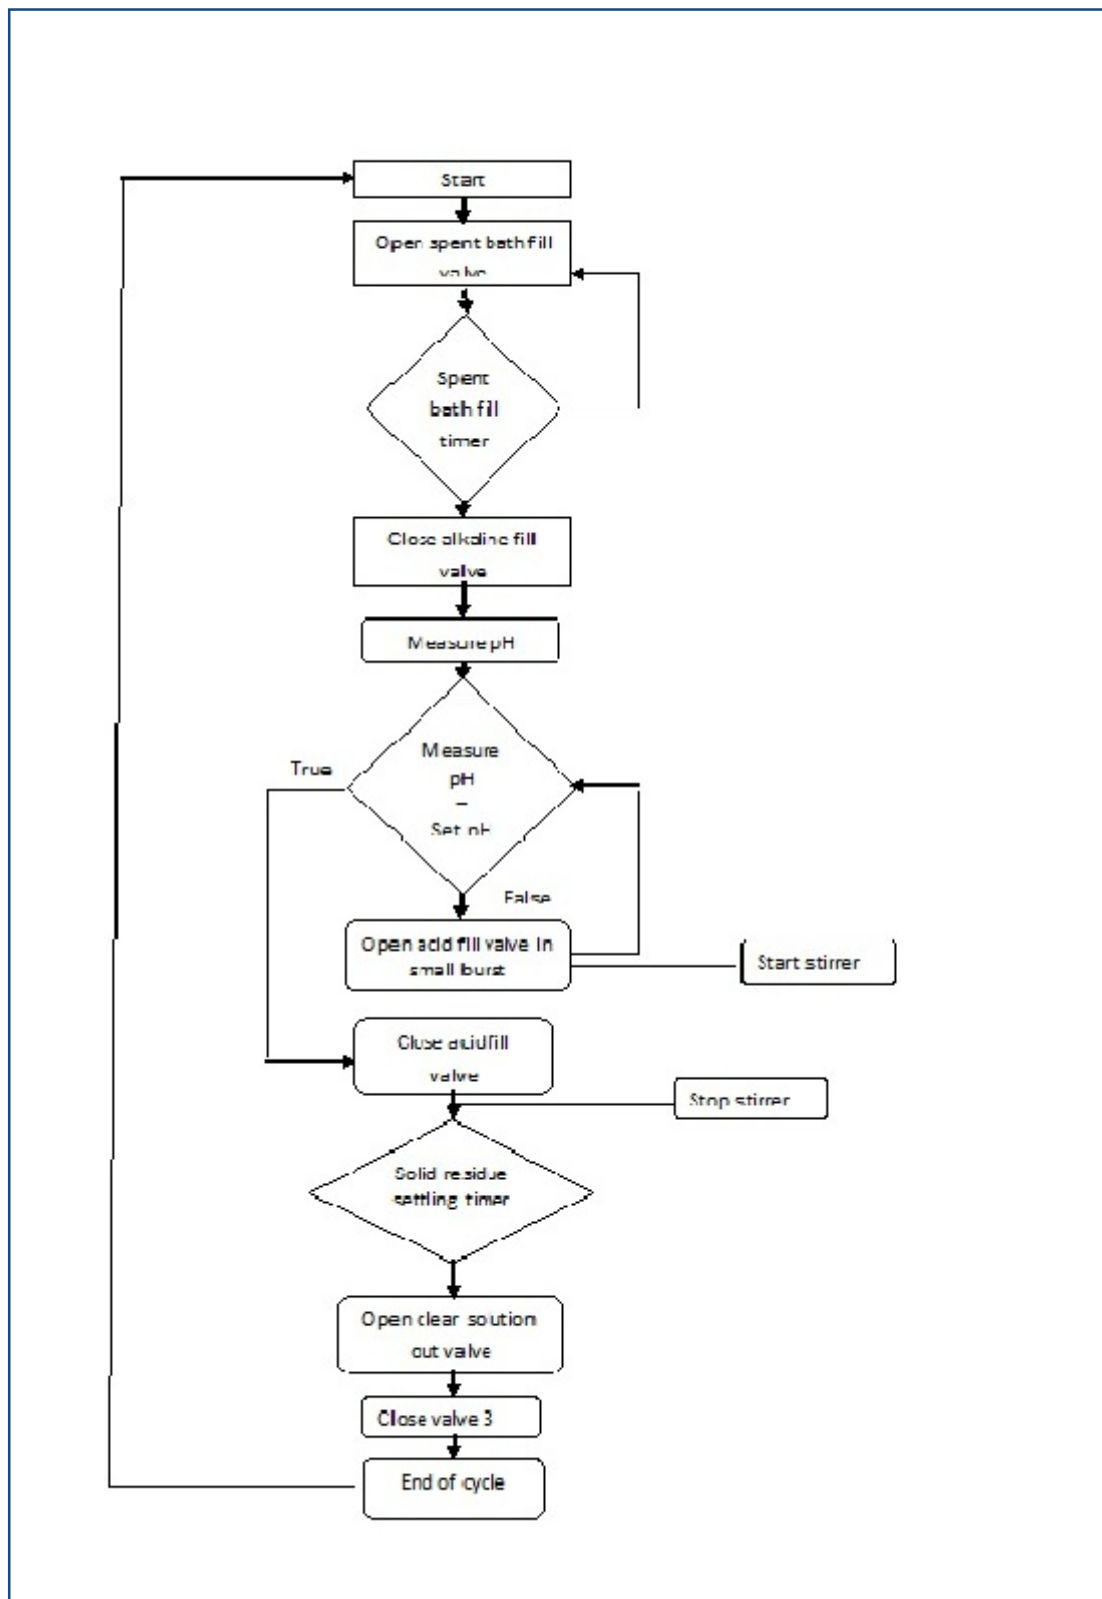 Start
Open spent bath fill
valve
Spent
bath fill
timer
Close alkaline fill
valve
Measure pH
Measure
pH
=
Set pH
True
False
Open acid fill valve in
small burst
Start stirrer
Close acid fill
valve
Stop stirrer
Solid residue
settling timer
Open clear solution
out valve
Close valve 3
End of cycle